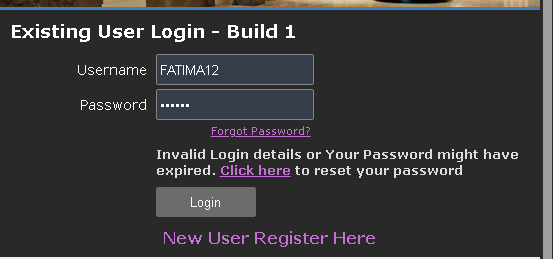 Existing User Login - Build 1
Username FATIMA12
Password ••••••
Forgot Password?
Invalid Login details or Your Password might have
expired. Click here to reset your password
Login
New User Register Here